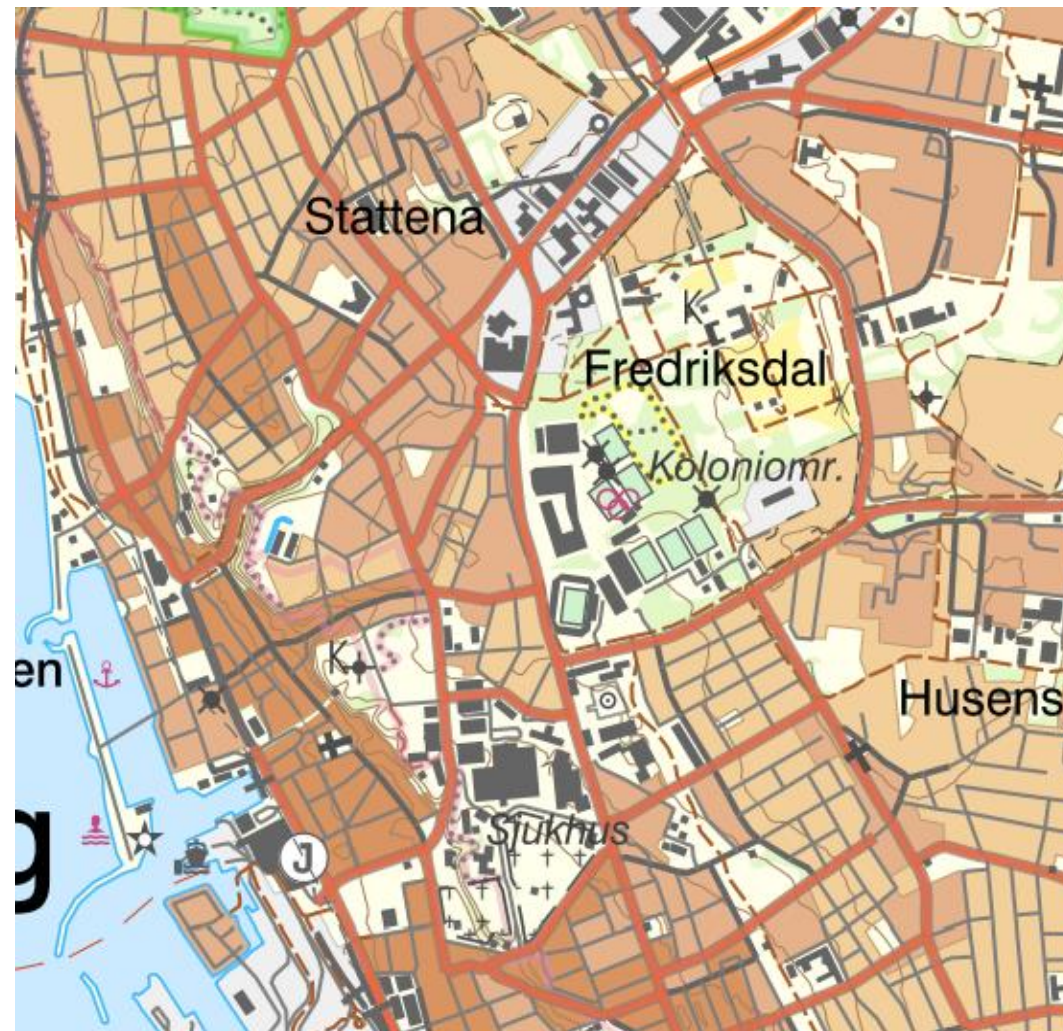 Stattena
K
Fredriksdal
Koloniomr.
K
en
Husens
g
Sjukhus
J